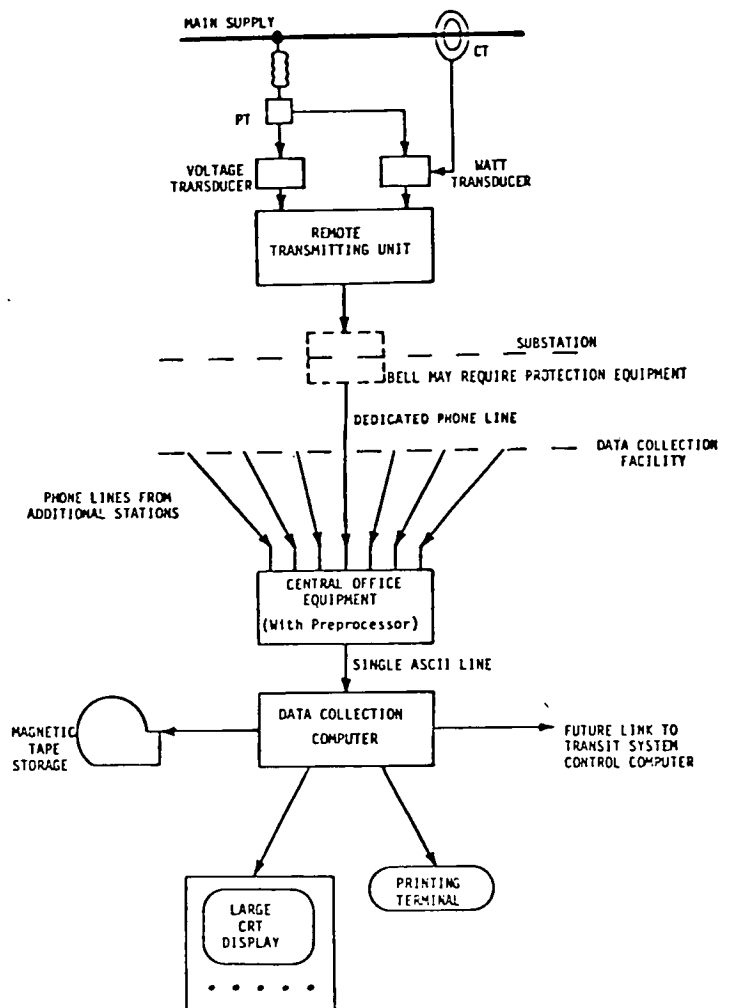 MAIN SUPPLY
CT
PT
VOLTAGE
TRANSDUCER
WATT
TRANSDUCER
REMOTE
TRANSMITTING UNIT
SUBSTATION
BELL MAY REQUIRE PROTECTION EQUIPMENT
DEDICATED PHONE LINE
DATA COLLECTION
FACILITY
PHONE LINES FROM
ADDITIONAL STATIONS
CENTRAL OFFICE
EQUIPMENT
(With Preprocessor)
SINGLE ASCII LINE
DATA COLLECTION
COMPUTER
MAGNETIC
TAPE
STORAGE
FUTURE LINK TO
TRANSIT SYSTEM
CONTROL COMPUTER
PRINTING
TERMINAL
LARGE
CRT
DISPLAY